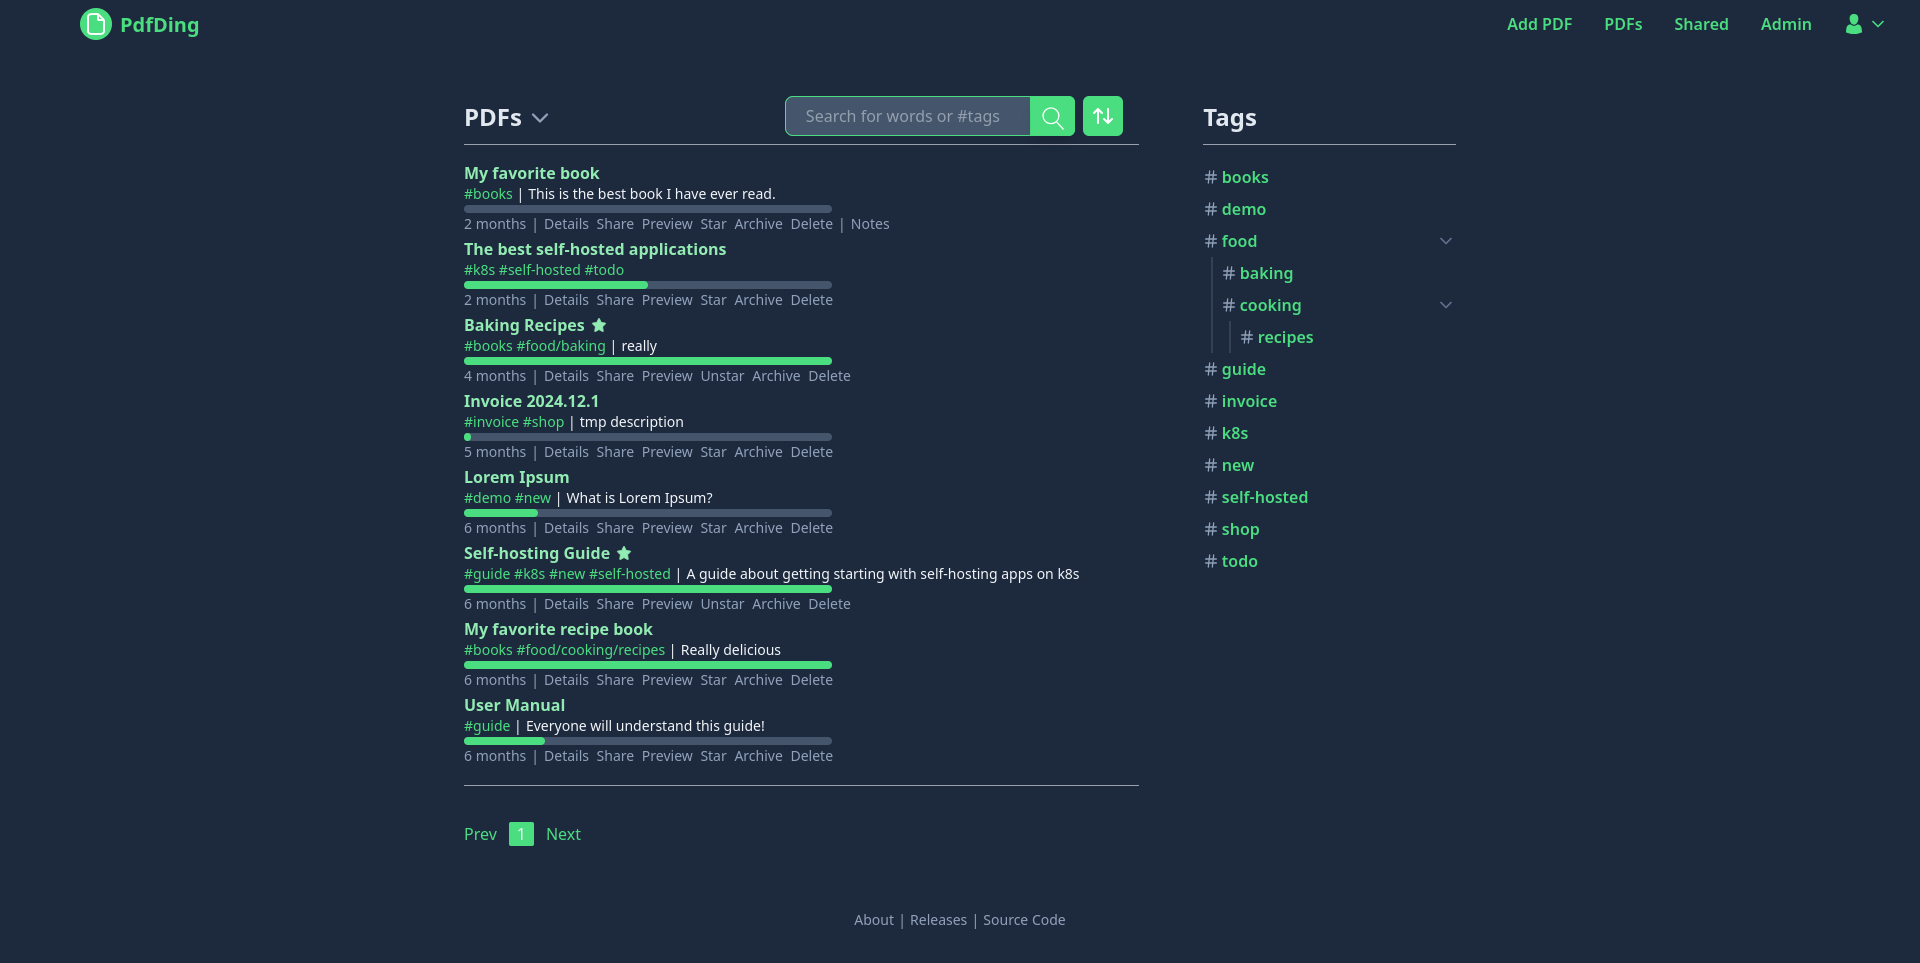 PdfDing
Add PDF PDFs Shared Admin
PDFs
Search for words or #tags
My favorite book
#books | This is the best book I have ever read.
2 months | Details Share Preview Star Archive Delete | Notes
The best self-hosted applications
#k8s #self-hosted #todo
2 months | Details Share Preview Star Archive Delete
Baking Recipes
#books #food/baking | really
4 months | Details Share Preview Unstar Archive Delete
Invoice 2024.12.1
#invoice #shop | tmp description
5 months | Details Share Preview Star Archive Delete
Lorem Ipsum
#demo #new | What is Lorem Ipsum?
6 months | Details Share Preview Star Archive Delete
Self-hosting Guide
#guide #k8s #new #self-hosted | A guide about getting starting with self-hosting apps on k8s
6 months | Details Share Preview Unstar Archive Delete
My favorite recipe book
#books #food/cooking/recipes | Really delicious
6 months | Details Share Preview Star Archive Delete
User Manual
#guide | Everyone will understand this guide!
6 months | Details Share Preview Star Archive Delete
Prev 1 Next
Tags
# books
# demo
# food
# baking
# cooking
# recipes
# guide
# invoice
# k8s
# new
# self-hosted
# shop
# todo
About | Releases | Source Code